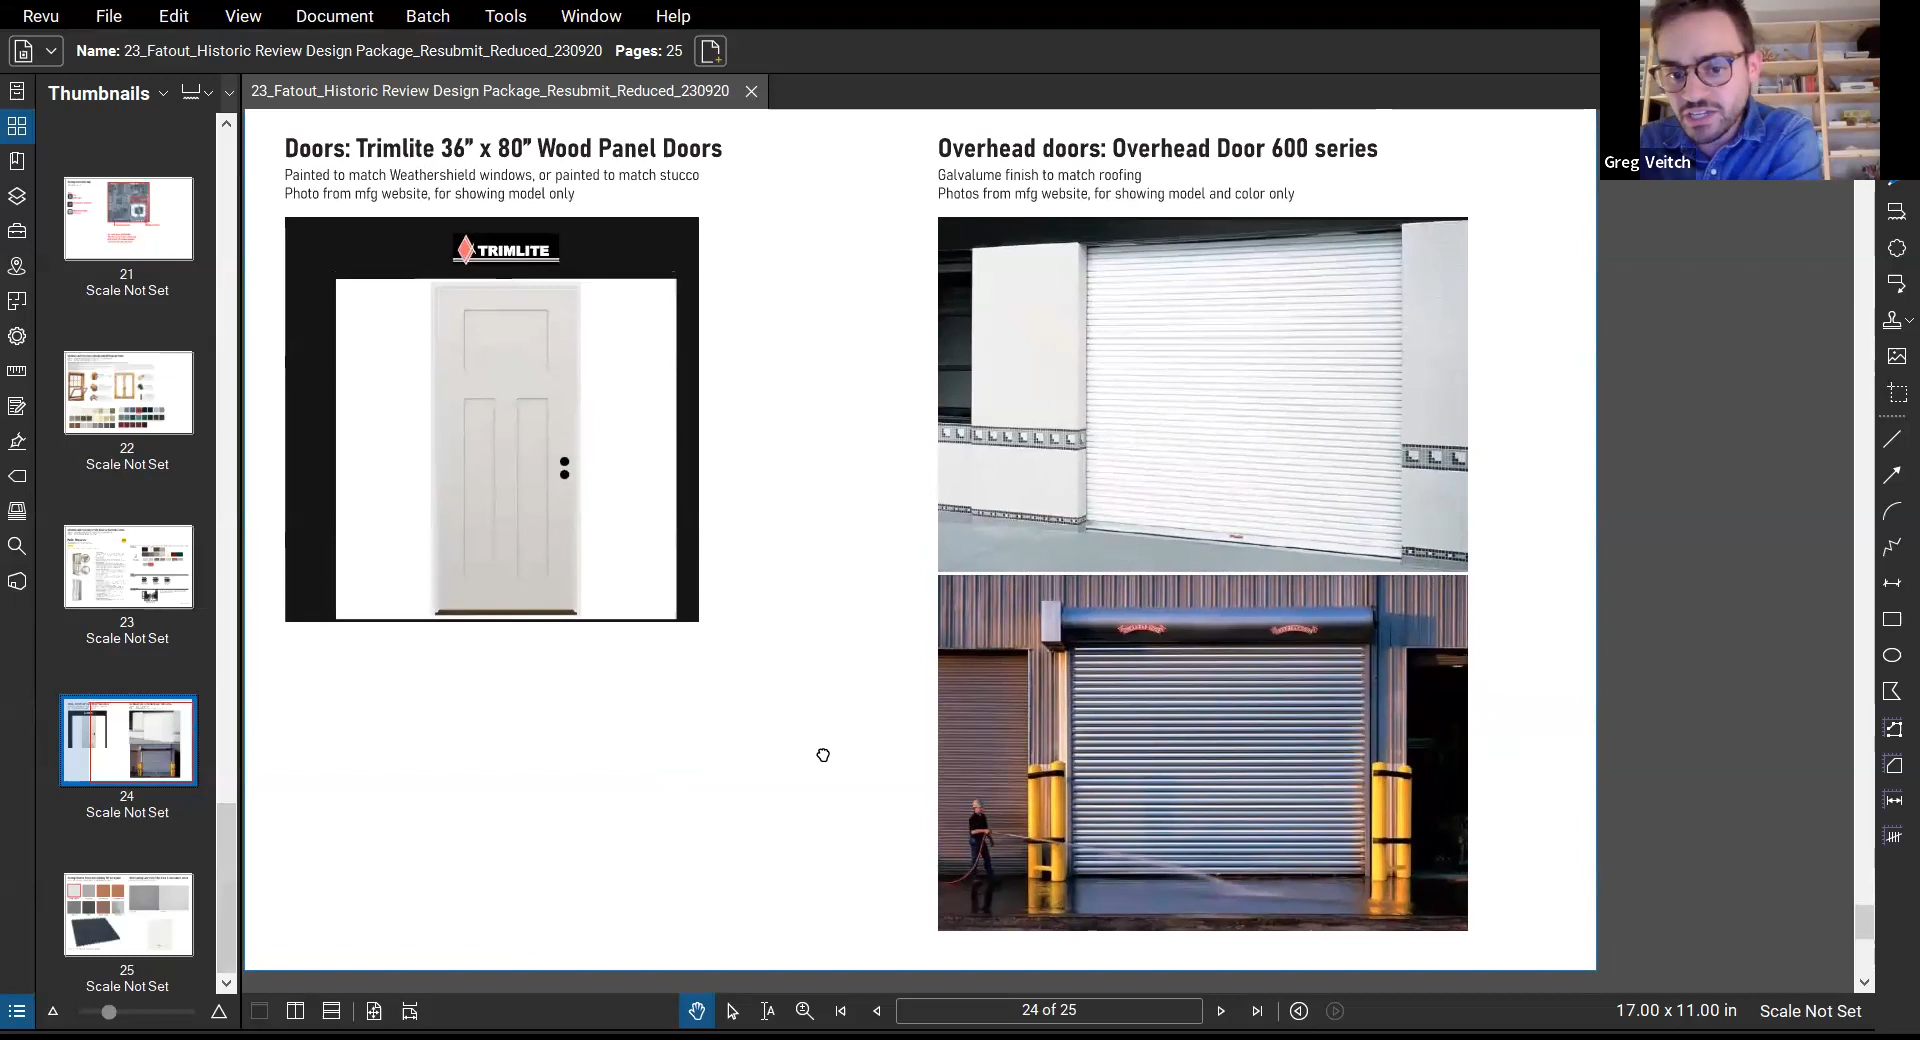 Revu File Edit View Document Batch Tools Window Help
Name: 23_Fatout_Historic Review Design Package_Resubmit_Reduced_230920 Pages: 25
Thumbnails
23_Fatout_Historic Review Design Package_Resubmit_Reduced_230920
Greg Veitch
21
Scale Not Set
22
Scale Not Set
23
Scale Not Set
24
Scale Not Set
25
Scale Not Set
Doors: Trimlite 36” x 80” Wood Panel Doors
Painted to match Weathershield windows, or painted to match stucco
Photo from mfg website, for showing model only
TRIMLITE
Overhead doors: Overhead Door 600 series
Galvalume finish to match roofing
Photos from mfg website, for showing model and color only
24 of 25
17.00 x 11.00 in
Scale Not Set